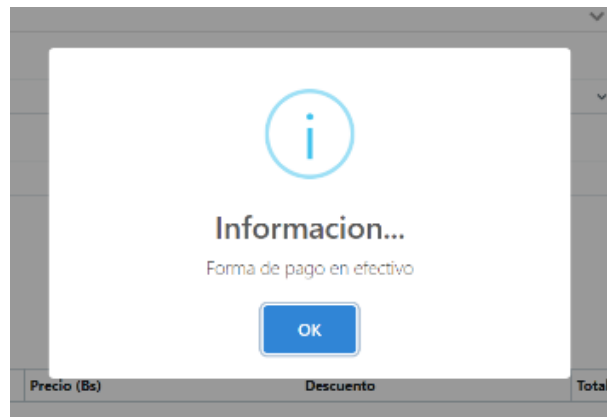 Informacion...
Forma de pago en efectivo
OK
Precio (Bs) Descuento Total